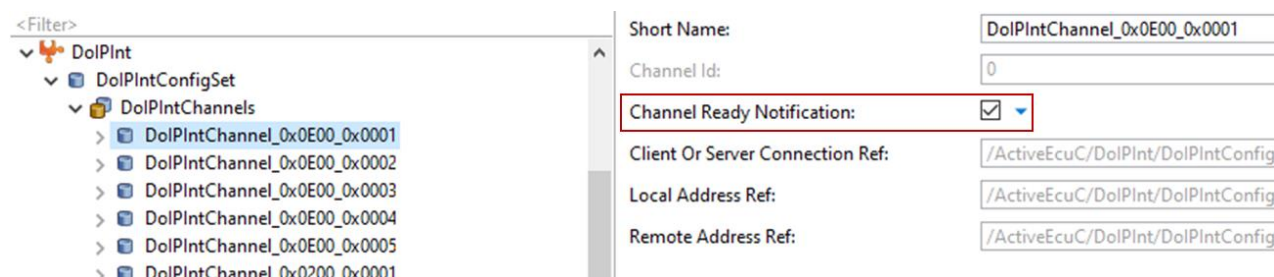 <Filter>
DoIPInt
DoIPIntConfigSet
DoIPIntChannels
DoIPIntChannel_0x0E00_0x0001
DoIPIntChannel_0x0E00_0x0002
DoIPIntChannel_0x0E00_0x0003
DoIPIntChannel_0x0E00_0x0004
DoIPIntChannel_0x0E00_0x0005
DoIPIntChannel_0x0200_0x0001
Short Name: DoIPIntChannel_0x0E00_0x0001
Channel Id: 0
Channel Ready Notification:
Client Or Server Connection Ref: /ActiveEcuC/DoIPInt/DoIPIntConfig
Local Address Ref: /ActiveEcuC/DoIPInt/DoIPIntConfig
Remote Address Ref: /ActiveEcuC/DoIPInt/DoIPIntConfig